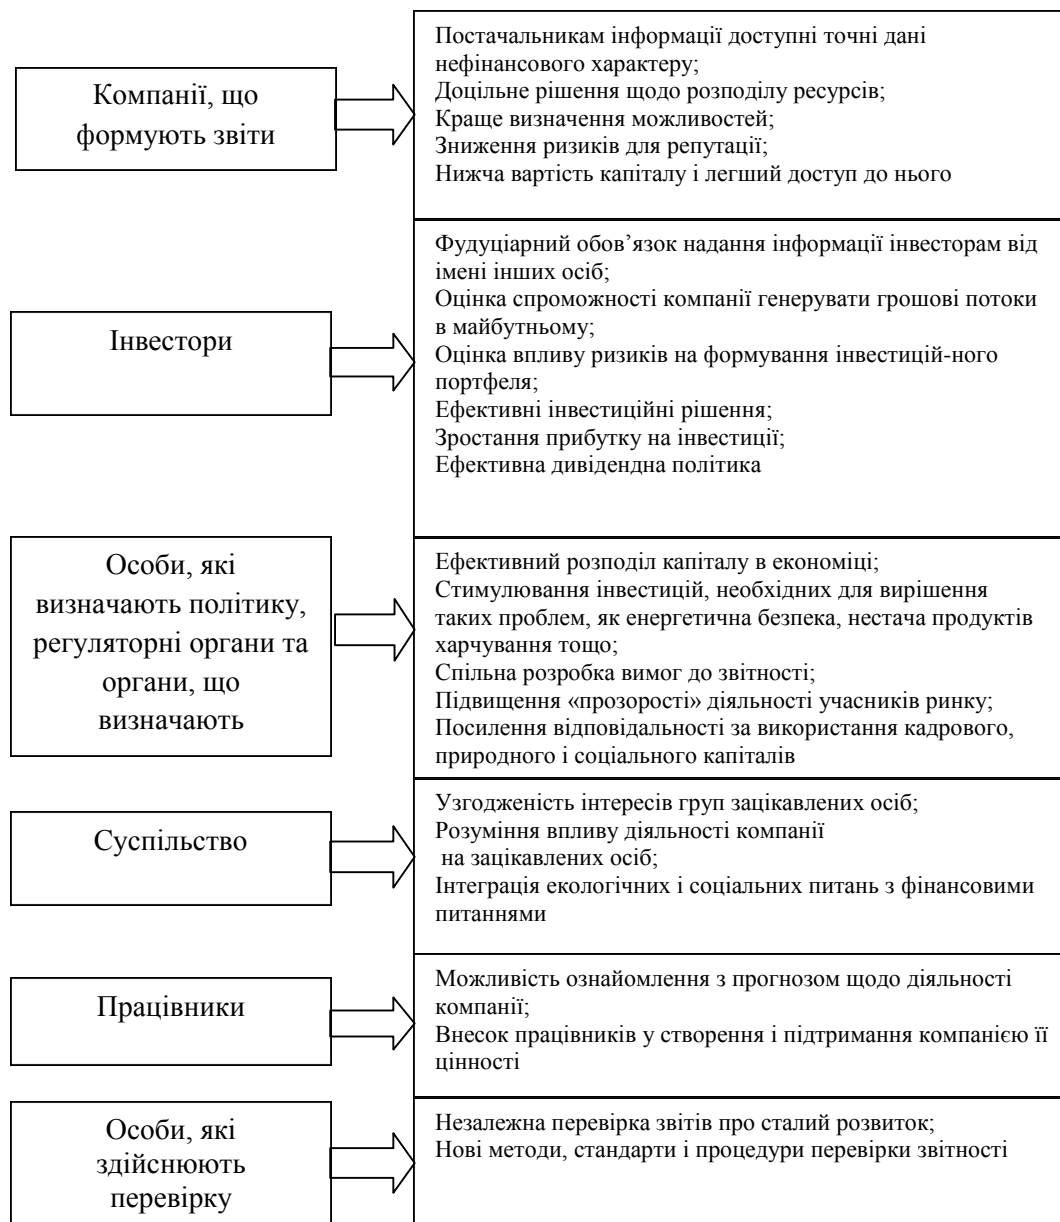 Компанії, що
формують звіти
Постачальникам інформації доступні точні дані
нефінансового характеру;
Доцільне рішення щодо розподілу ресурсів;
Краще визначення можливостей;
Зниження ризиків для репутації;
Нижча вартість капіталу і легший доступ до нього
Інвестори
Фудуціарний обов’язок надання інформації інвесторам від
імені інших осіб;
Оцінка спроможності компанії генерувати грошові потоки
в майбутньому;
Оцінка впливу ризиків на формування інвестицій-ного
портфеля;
Ефективні інвестиційні рішення;
Зростання прибутку на інвестиції;
Ефективна дивідендна політика
Особи, які
визначають політику,
регуляторні органи та
органи, що
визначають
Ефективний розподіл капіталу в економіці;
Стимулювання інвестицій, необхідних для вирішення
таких проблем, як енергетична безпека, нестача продуктів
харчування тощо;
Спільна розробка вимог до звітності;
Підвищення «прозорості» діяльності учасників ринку;
Посилення відповідальності за використання кадрового,
природного і соціального капіталів
Суспільство
Узгодженість інтересів груп зацікавлених осіб;
Розуміння впливу діяльності компанії
на зацікавлених осіб;
Інтеграція екологічних і соціальних питань з фінансовими
питаннями
Працівники
Можливість ознайомлення з прогнозом щодо діяльності
компанії;
Внесок працівників у створення і підтримання компанією її
цінності
Особи, які
здійснюють
перевірку
Незалежна перевірка звітів про сталий розвиток;
Нові методи, стандарти і процедури перевірки звітності